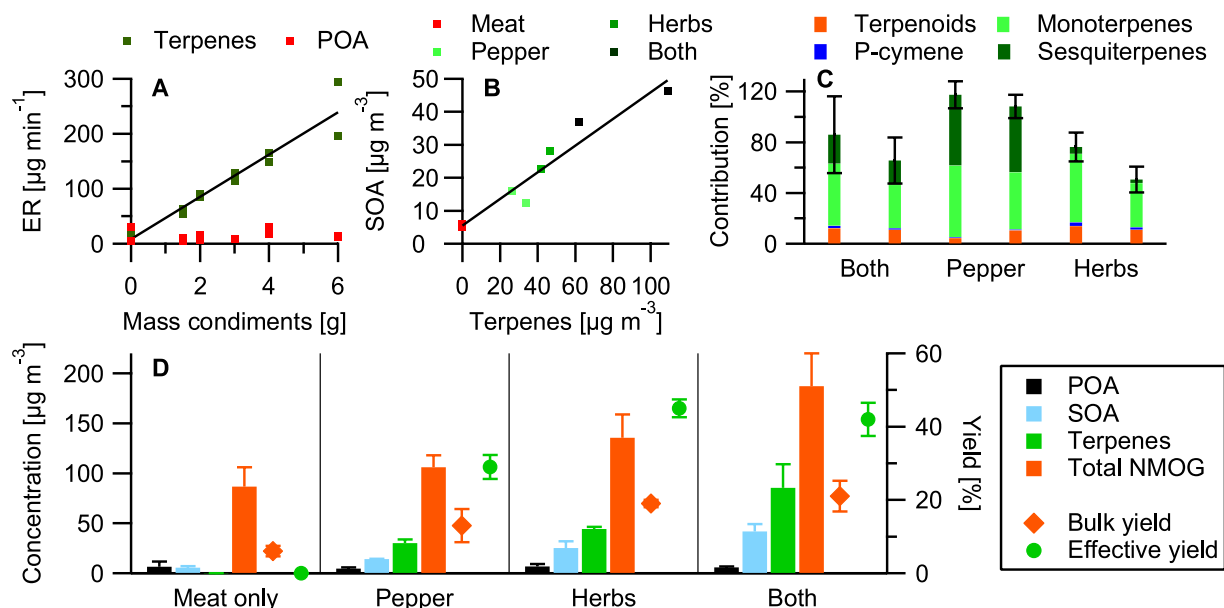 Terpenes POA
A
ER [µg min⁻¹]
300
200
100
0
0 2 4 6
Mass condiments [g]
Meat Herbs
Pepper Both
B
SOA [µg m⁻³]
50
40
30
20
10
0
0 20 40 60 80 100
Terpenes [µg m⁻³]
Terpenoids Monoterpenes
P-cymene Sesquiterpenes
C
Contribution [%]
120
80
40
0
Both Pepper Herbs
D
Concentration [µg m⁻³]
200
150
100
50
0
60
40
20
0
Yield [%]
Meat only Pepper Herbs Both
POA
SOA
Terpenes
Total NMOG
Bulk yield
Effective yield